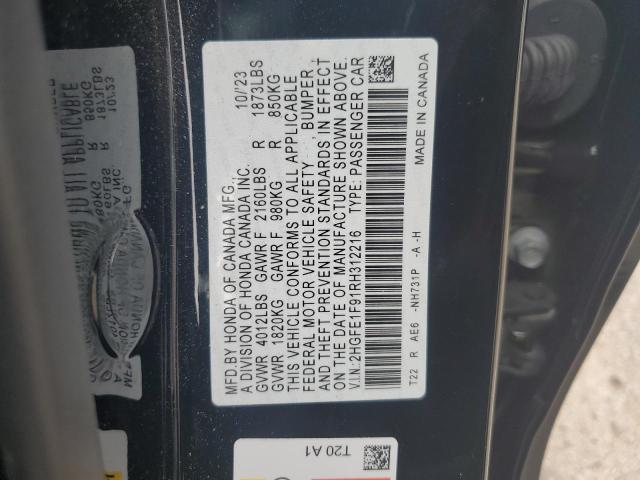 MFD.BY HONDA OF CANADA MFG., 10/'23
A DIVISION OF HONDA CANADA INC.
GVWR 4012LBS GAWR F 2160LBS R 1873LBS
GVWR 1820KG GAWR F 980KG R 850KG
THIS VEHICLE CONFORMS TO ALL APPLICABLE
FEDERAL MOTOR VEHICLE SAFETY, BUMPER,
AND THEFT PREVENTION STANDARDS IN EFFECT
ON THE DATE OF MANUFACTURE SHOWN ABOVE.
V.I.N.:2HGFE1F91RH312216 TYPE: PASSENGER CAR
T22 R AE6 -NH731P -A -H MADE IN CANADA
T20 A1